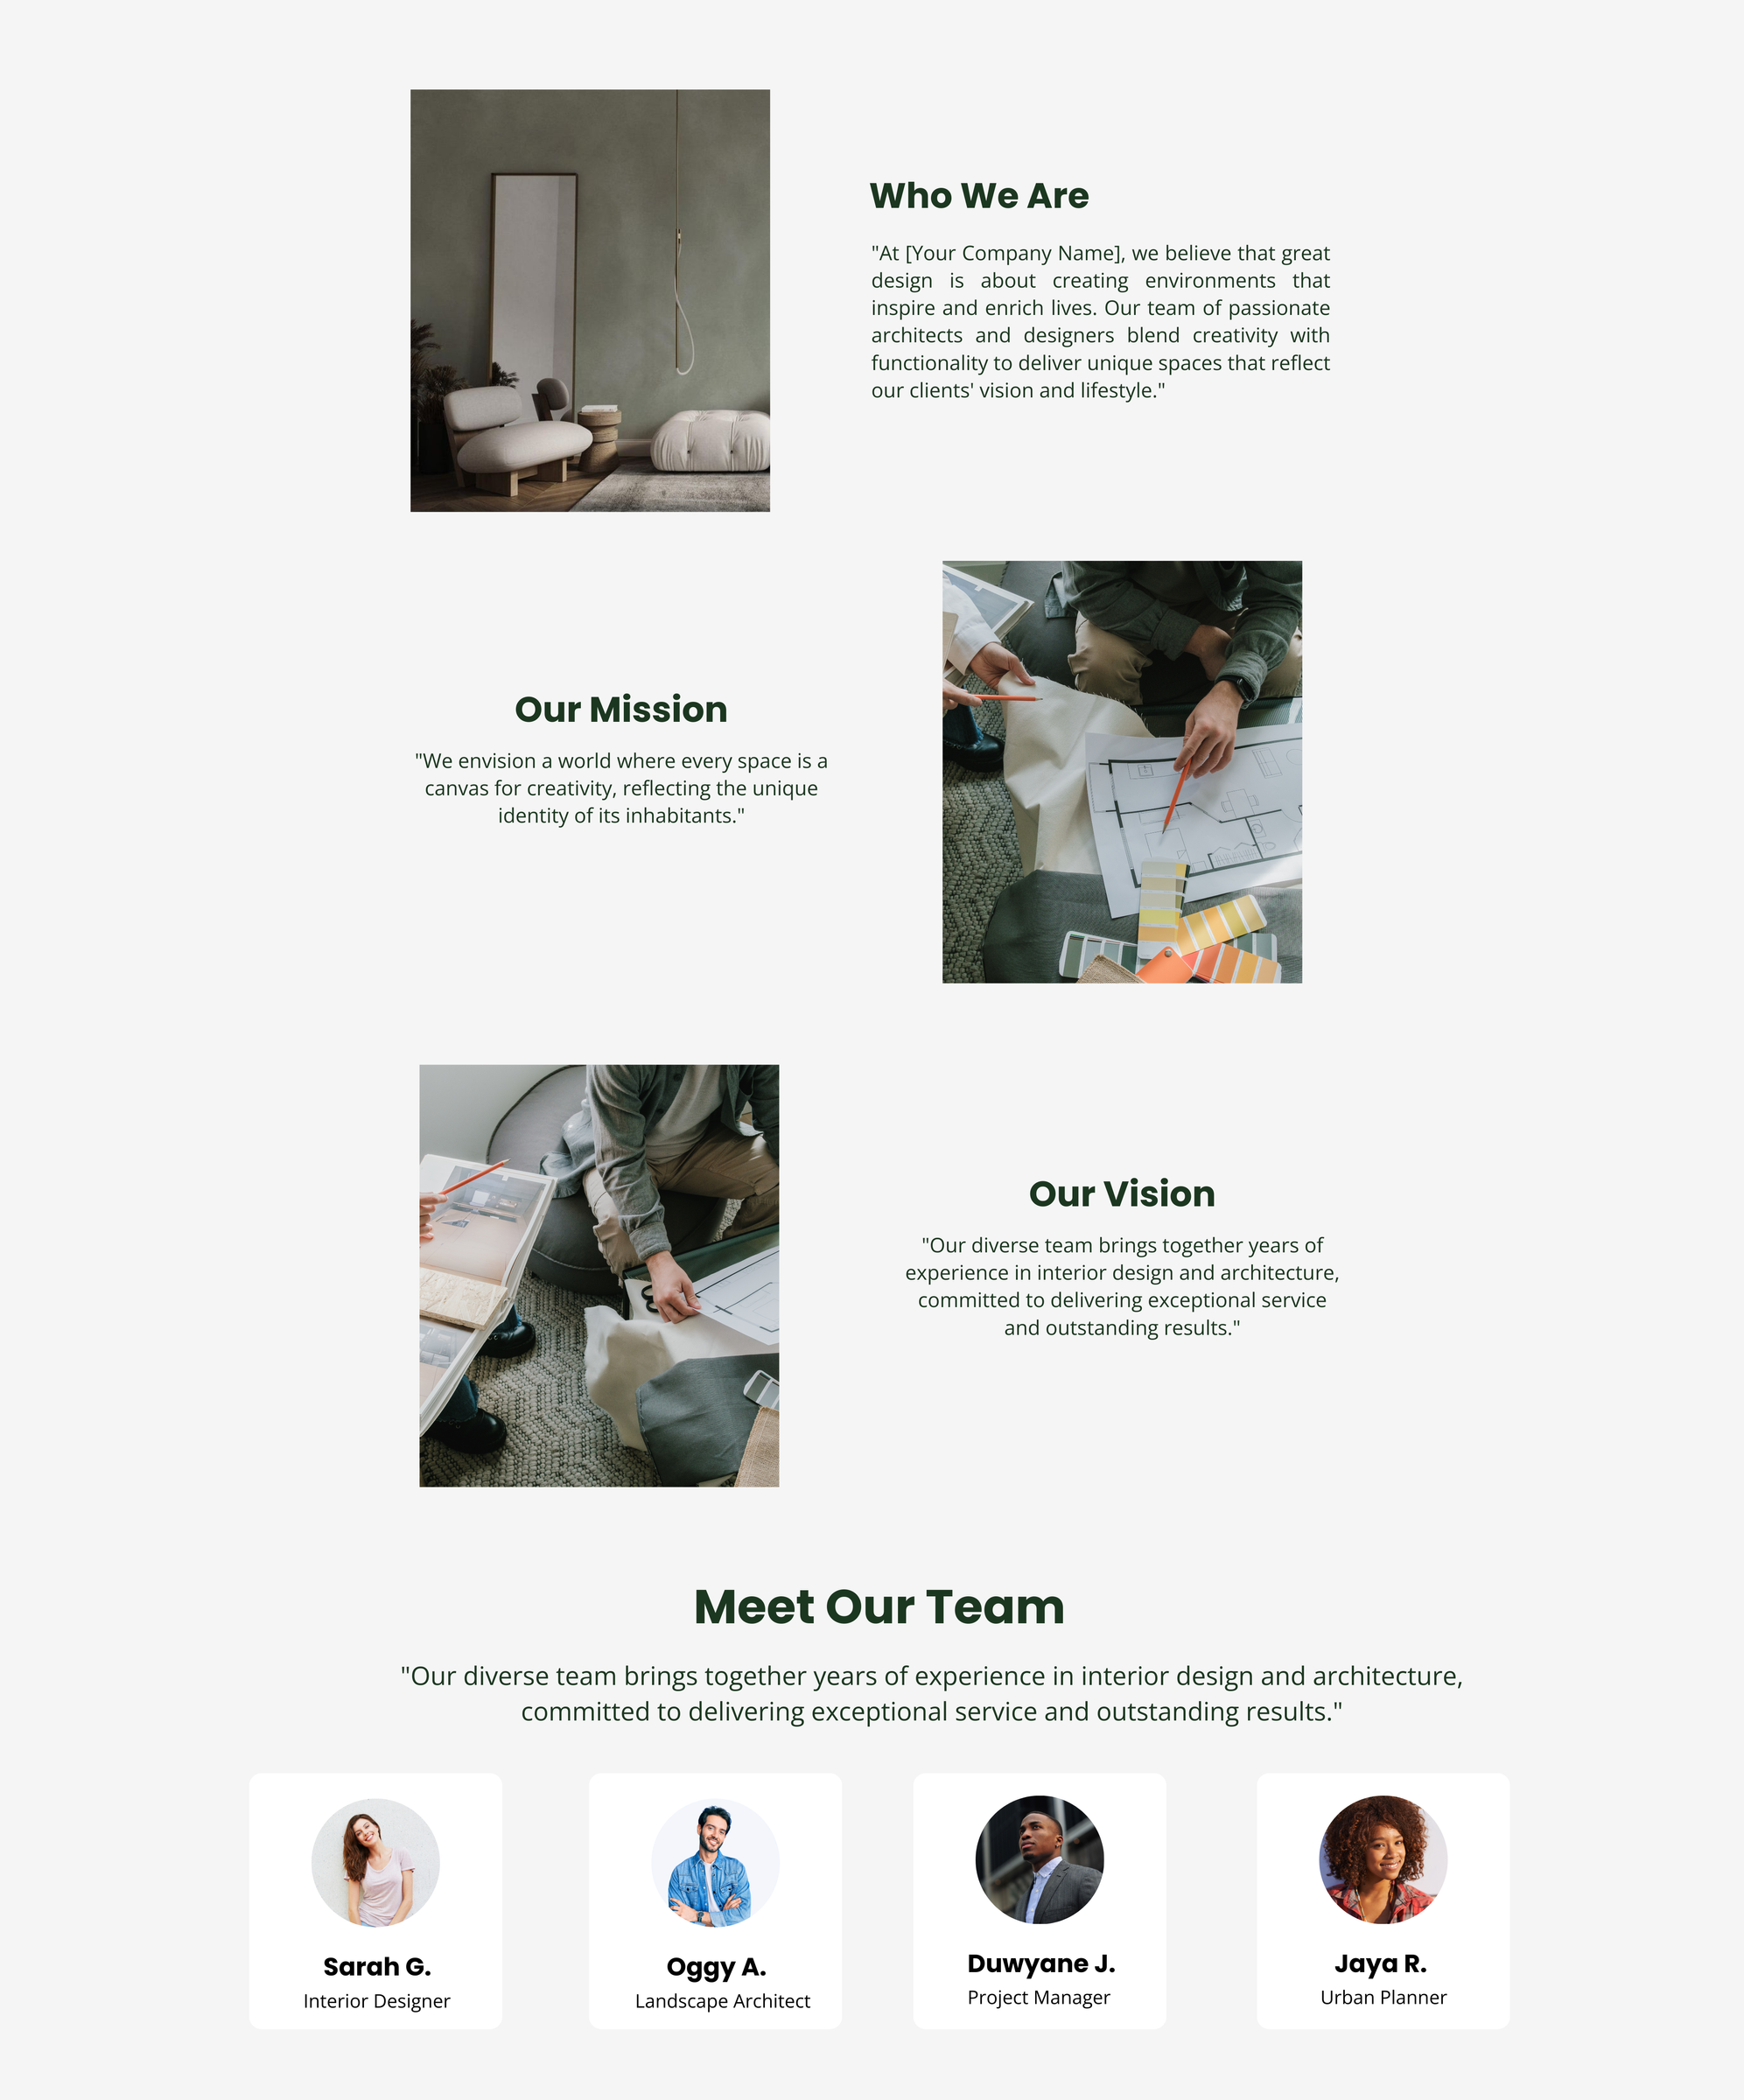 Who We Are
"At [Your Company Name], we believe that great
design is about creating environments that
inspire and enrich lives. Our team of passionate
architects and designers blend creativity with
functionality to deliver unique spaces that reflect
our clients' vision and lifestyle."
Our Mission
"We envision a world where every space is a
canvas for creativity, reflecting the unique
identity of its inhabitants."
Our Vision
"Our diverse team brings together years of
experience in interior design and architecture,
committed to delivering exceptional service
and outstanding results."
Meet Our Team
"Our diverse team brings together years of experience in interior design and architecture,
committed to delivering exceptional service and outstanding results."
Sarah G.
Interior Designer
Oggy A.
Landscape Architect
Duwyane J.
Project Manager
Jaya R.
Urban Planner